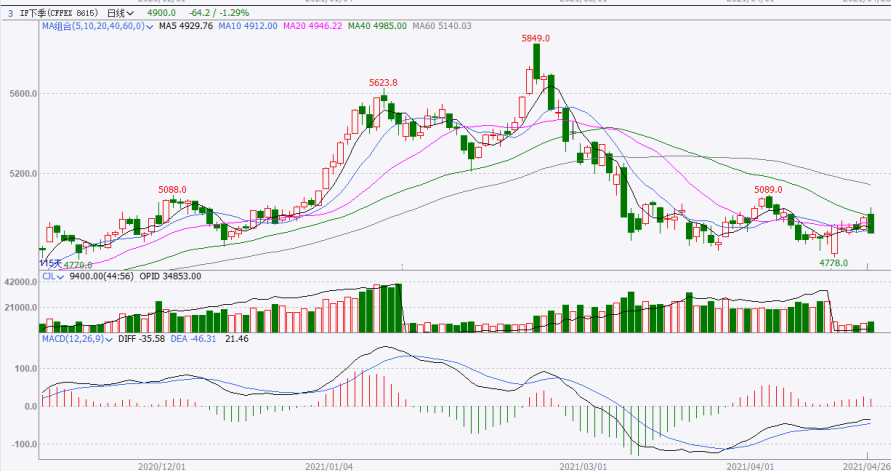 3 IF下季(CFFEX 8615) 日线 4900.0 -64.2 / -1.29%
MA组合(5,10,20,40,60,0) MA5 4929.76 MA10 4912.00 MA20 4946.22 MA40 4985.00 MA60 5140.03
5849.0
5623.8
5600.0
5200.0
5088.0
5089.0
15天
4770.0
4778.0
CJL 9400.00(44:56) OPID 34853.00
42000.0
21000.0
MACD(12,26,9) DIFF -35.58 DEA -46.31 21.46
100.0
0.0
-100.0
2020/12/01 2021/01/04 2021/03/01 2021/04/01 2021/04/26